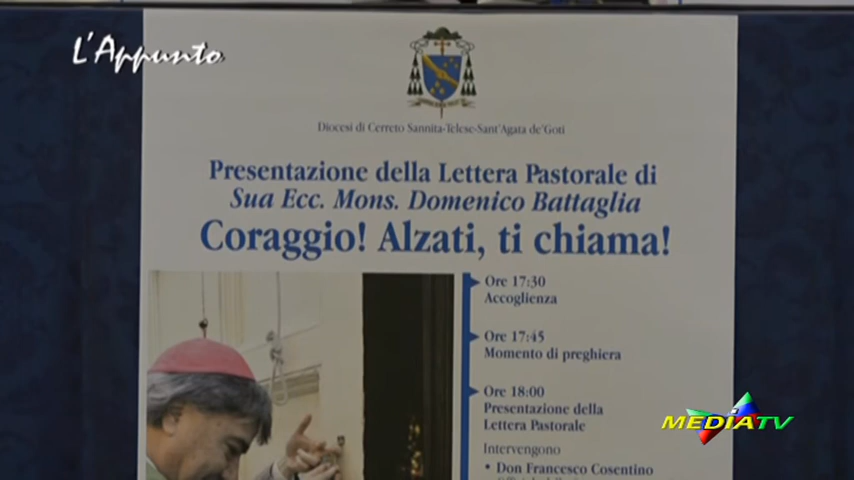 L'Appunto
Diocesi di Cerreto Sannita-Telese-Sant'Agata de'Goti
Presentazione della Lettera Pastorale di
Sua Ecc. Mons. Domenico Battaglia
Coraggio! Alzati, ti chiama!
Ore 17:30
Accoglienza
Ore 17:45
Momento di preghiera
Ore 18:00
Presentazione della
Lettera Pastorale
Intervengono
• Don Francesco Cosentino
MEDIATV